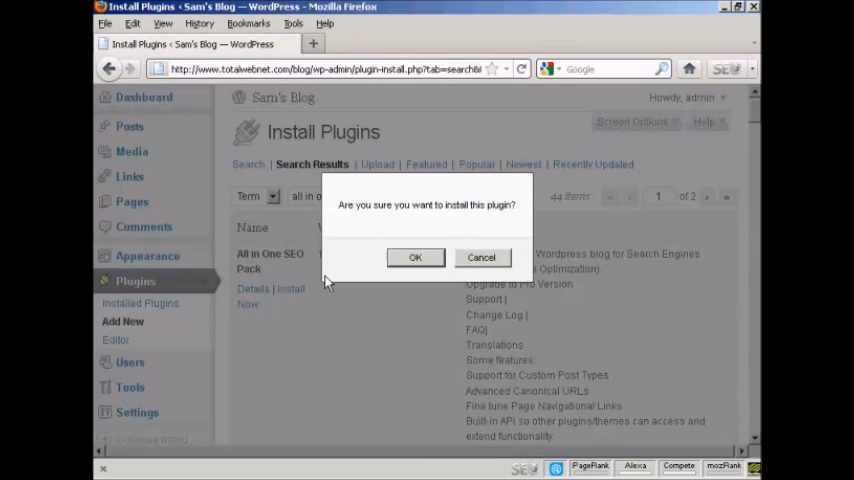 Install Plugins ‹ Sam's Blog — WordPress - Mozilla Firefox
File Edit View History Bookmarks Tools Help
Install Plugins ‹ Sam's Blog — WordPress
http://www.totalwebnet.com/blog/wp-admin/plugin-install.php?tab=search&
Google
SEO
Dashboard
Posts
Media
Links
Pages
Comments
Appearance
Plugins
Installed Plugins
Add New
Editor
Users
Tools
Settings
Collapse menu
Sam's Blog
Howdy, admin
Install Plugins
Screen Options
Help
Search | Search Results | Upload | Featured | Popular | Newest | Recently Updated
Term
all in o
44 items « ‹ 1 of 2 › »
Are you sure you want to install this plugin?
OK Cancel
Name
All in One SEO
Pack
Details | Install
Now
Wordpress blog for Search Engines
Optimization).
Upgrade to Pro Version
Support |
Change Log |
FAQ|
Translations
Some features:
Support for Custom Post Types
Advanced Canonical URLs
Fine tune Page Navigational Links
Built-in API so other plugins/themes can access and
extend functionality
SEO PageRank Alexa Compete mozRank